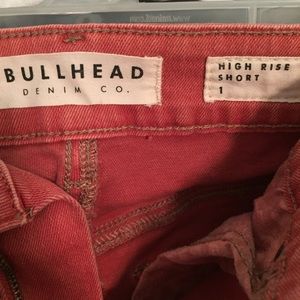 BULLHEAD
DENIM CO.
HIGH RISE
SHORT
1